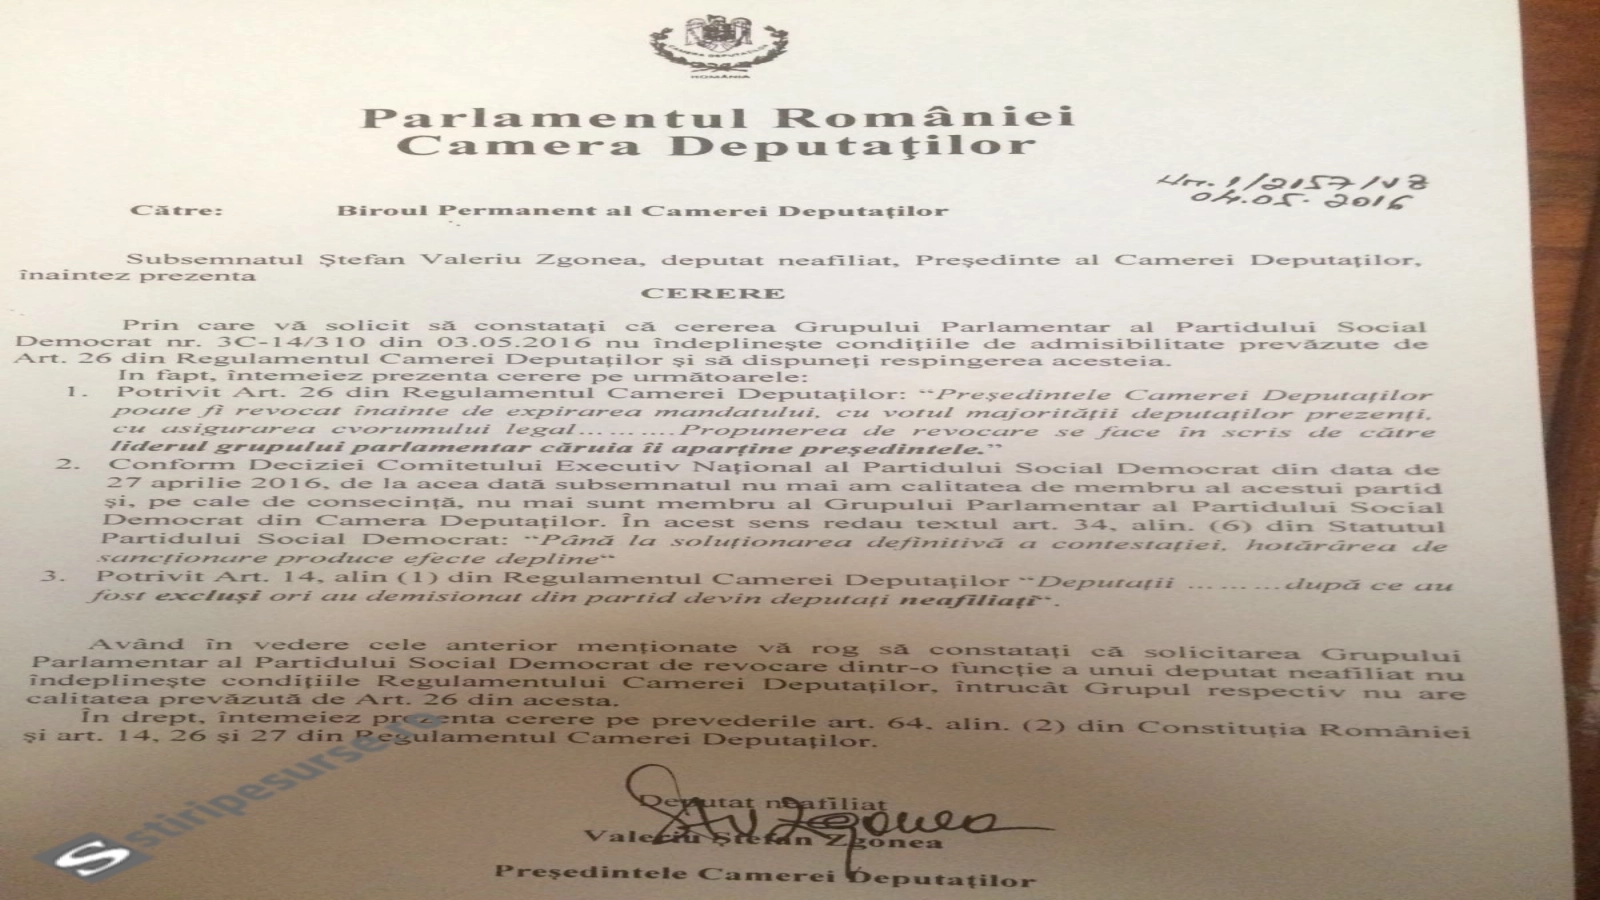 CAMERA DEPUTAȚILOR
ROMÂNIA
Parlamentul României
Camera Deputaţilor
Nr. 1/2157/VZ
04.05.2016
Către: Biroul Permanent al Camerei Deputaţilor
Subsemnatul Ştefan Valeriu Zgonea, deputat neafiliat, Preşedinte al Camerei Deputaţilor,
înaintez prezenta
CERERE
Prin care vă solicit să constataţi că cererea Grupului Parlamentar al Partidului Social
Democrat nr. 3C-14/310 din 03.05.2016 nu îndeplineşte condiţiile de admisibilitate prevăzute de
Art. 26 din Regulamentul Camerei Deputaţilor şi să dispuneţi respingerea acesteia.
In fapt, întemeiez prezenta cerere pe următoarele:
1. Potrivit Art. 26 din Regulamentul Camerei Deputaţilor: “Preşedintele Camerei Deputaţilor
poate fi revocat înainte de expirarea mandatului, cu votul majorităţii deputaţilor prezenţi,
cu asigurarea cvorumului legal……….Propunerea de revocare se face în scris de către
liderul grupului parlamentar căruia îi aparţine preşedintele.”
2. Conform Deciziei Comitetului Executiv Naţional al Partidului Social Democrat din data de
27 aprilie 2016, de la acea dată subsemnatul nu mai am calitatea de membru al acestui partid
şi, pe cale de consecinţă, nu mai sunt membru al Grupului Parlamentar al Partidului Social
Democrat din Camera Deputaţilor. În acest sens redau textul art. 34, alin. (6) din Statutul
Partidului Social Democrat: “Până la soluţionarea definitivă a contestaţiei, hotărârea de
sancţionare produce efecte depline“
3. Potrivit Art. 14, alin (1) din Regulamentul Camerei Deputaţilor “Deputaţii ………după ce au
fost excluşi ori au demisionat din partid devin deputaţi neafiliaţi“.
Având în vedere cele anterior menţionate vă rog să constataţi că solicitarea Grupului
Parlamentar al Partidului Social Democrat de revocare dintr-o funcţie a unui deputat neafiliat nu
îndeplineşte condiţiile Regulamentului Camerei Deputaţilor, întrucât Grupul respectiv nu are
calitatea prevăzută de Art. 26 din acesta.
În drept, întemeiez prezenta cerere pe prevederile art. 64, alin. (2) din Constituţia României
şi art. 14, 26 şi 27 din Regulamentul Camerei Deputaţilor.
Deputat neafiliat
Valeriu Ştefan Zgonea
Preşedintele Camerei Deputaţilor
S stiripesurse.ro